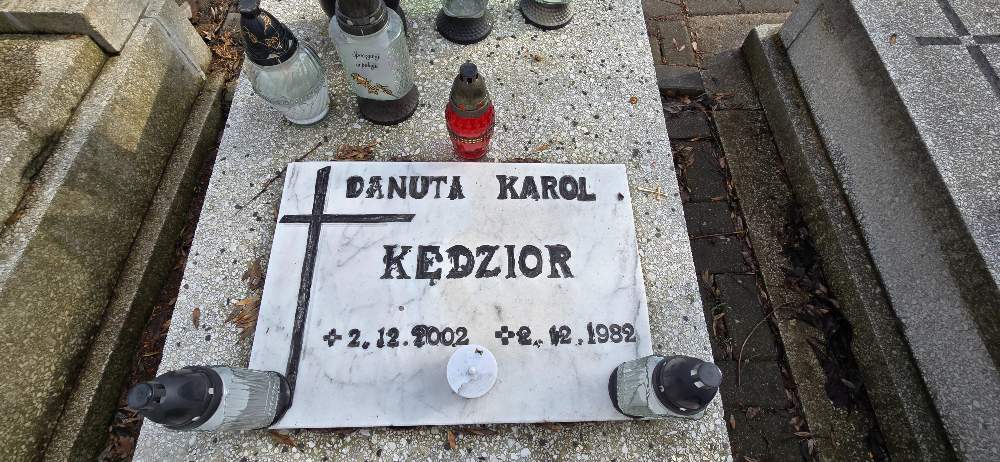 DANUTA KAROL
KĘDZIOR
+ 2.12.2002 + 2.12.1982